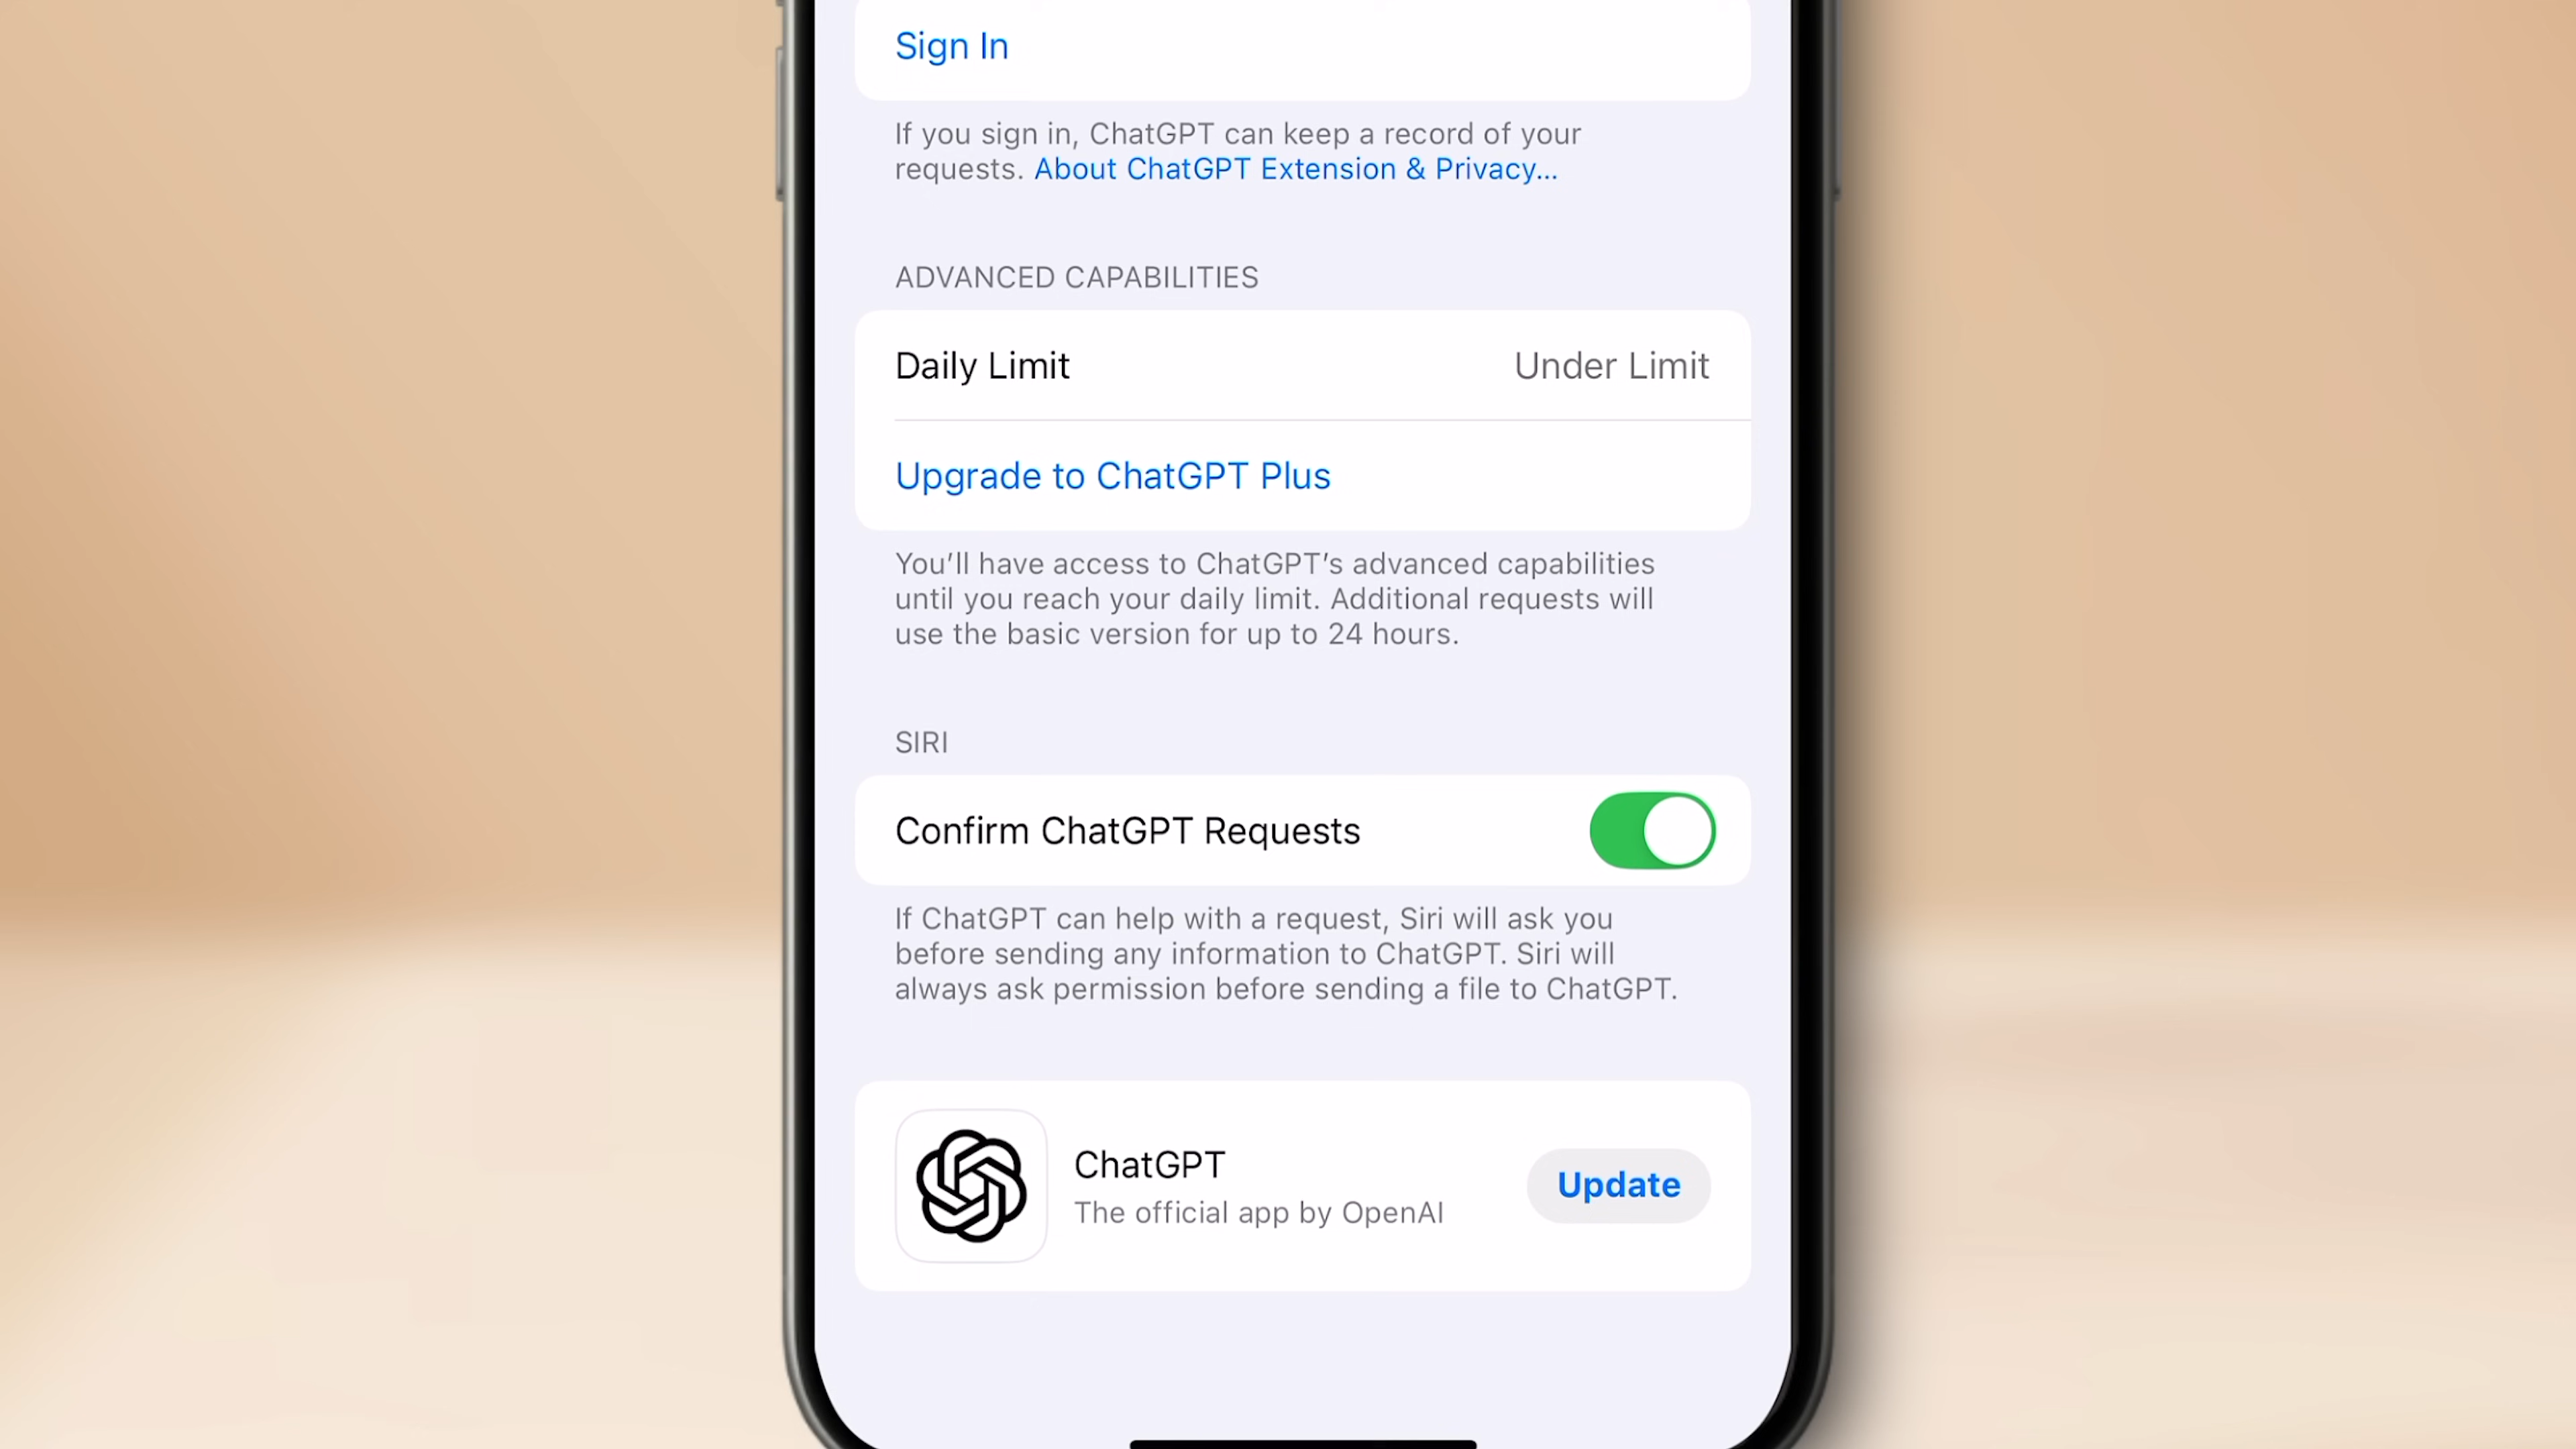 Sign In
If you sign in, ChatGPT can keep a record of your
requests. About ChatGPT Extension & Privacy...
ADVANCED CAPABILITIES
Daily Limit Under Limit
Upgrade to ChatGPT Plus
You’ll have access to ChatGPT’s advanced capabilities
until you reach your daily limit. Additional requests will
use the basic version for up to 24 hours.
SIRI
Confirm ChatGPT Requests
If ChatGPT can help with a request, Siri will ask you
before sending any information to ChatGPT. Siri will
always ask permission before sending a file to ChatGPT.
ChatGPT
The official app by OpenAI
Update